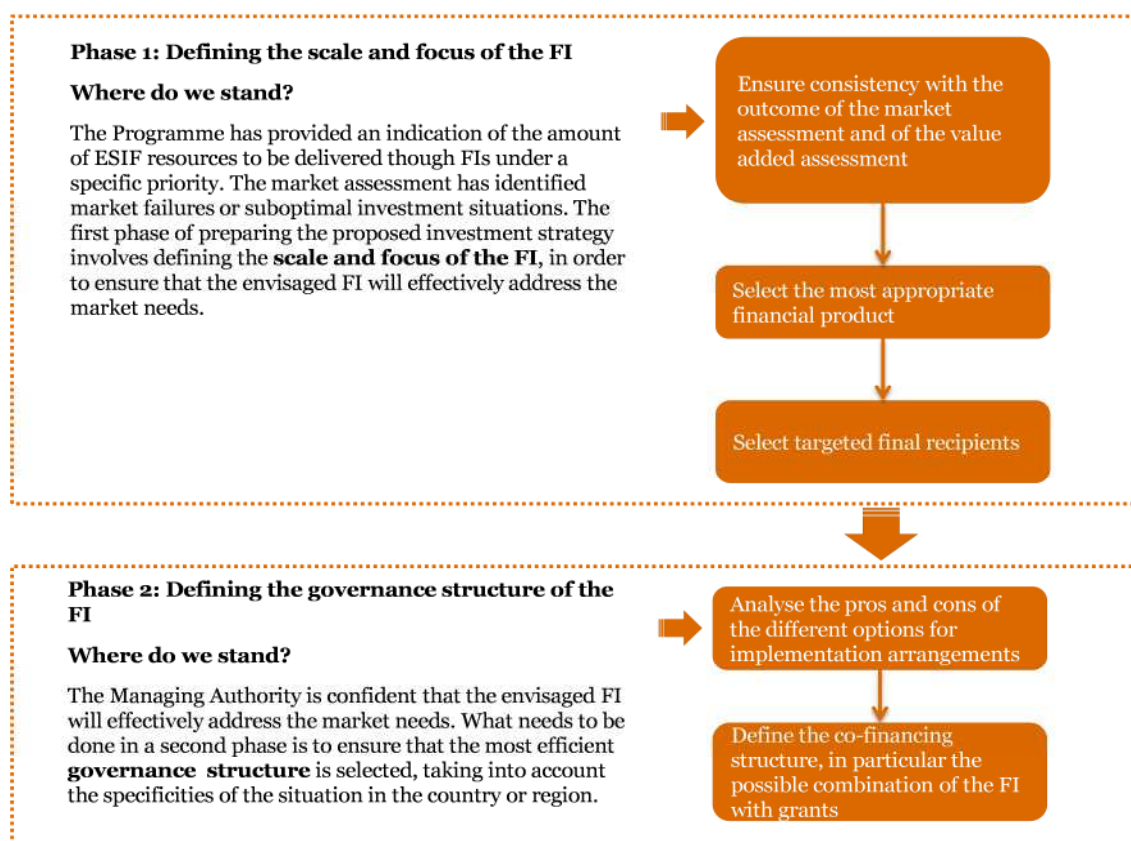 Phase 1: Defining the scale and focus of the FI
Where do we stand?
The Programme has provided an indication of the amount
of ESIF resources to be delivered though FIs under a
specific priority. The market assessment has identified
market failures or suboptimal investment situations. The
first phase of preparing the proposed investment strategy
involves defining the scale and focus of the FI, in order
to ensure that the envisaged FI will effectively address the
market needs.
Ensure consistency with the
outcome of the market
assessment and of the value
added assessment
Select the most appropriate
financial product
Select targeted final recipients
Phase 2: Defining the governance structure of the
FI
Where do we stand?
The Managing Authority is confident that the envisaged FI
will effectively address the market needs. What needs to be
done in a second phase is to ensure that the most efficient
governance structure is selected, taking into account
the specificities of the situation in the country or region.
Analyse the pros and cons of
the different options for
implementation arrangements
Define the co-financing
structure, in particular the
possible combination of the FI
with grants